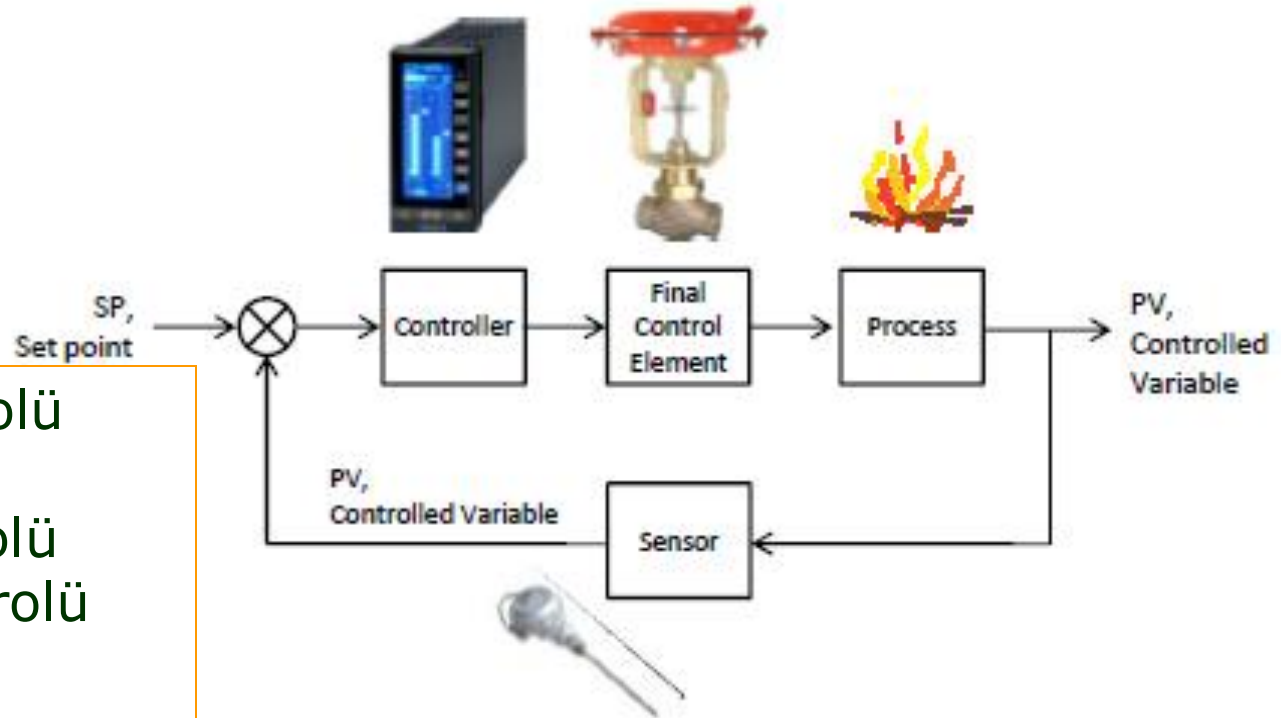 SP,
Set point
Controller
Final
Control
Element
Process
PV,
Controlled
Variable
PV,
Controlled Variable
Sensor
olü
olü
rolü